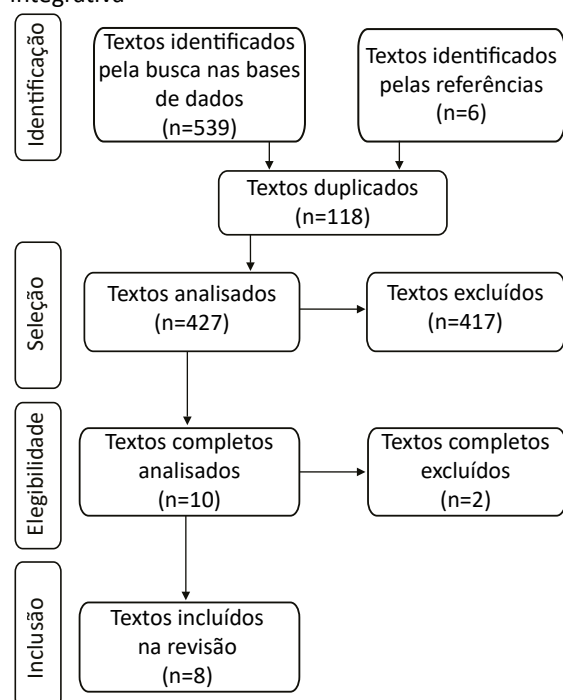 integrativa
Identificação
Textos identificados
pela busca nas bases
de dados
(n=539)
Textos identificados
pelas referências
(n=6)
Textos duplicados
(n=118)
Seleção
Textos analisados
(n=427)
Textos excluídos
(n=417)
Elegibilidade
Textos completos
analisados
(n=10)
Textos completos
excluídos
(n=2)
Inclusão
Textos incluídos
na revisão
(n=8)